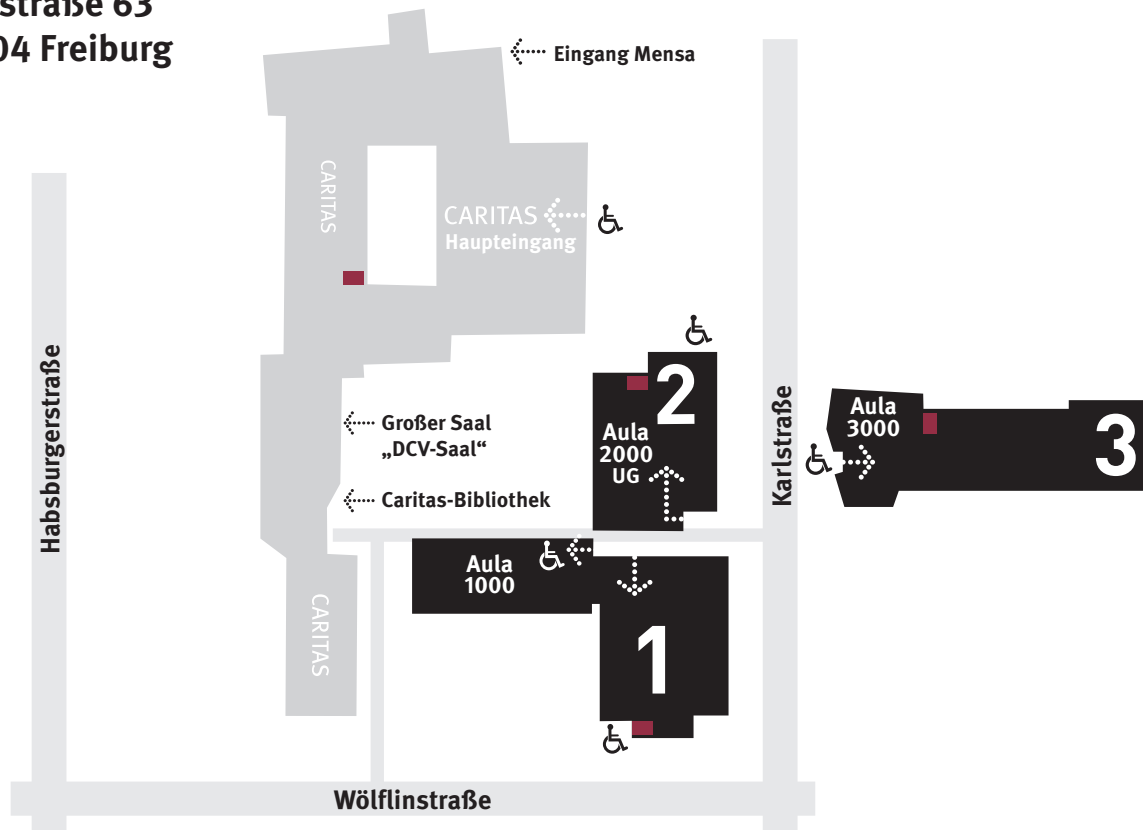 straße 63
04 Freiburg
Eingang Mensa
CARITAS
CARITAS
Haupteingang
Habsburgerstraße
Großer Saal
„DCV-Saal“
Caritas-Bibliothek
2
Aula
2000
UG
Karlstraße
Aula
3000
3
Aula
1000
1
CARITAS
Wölflinstraße